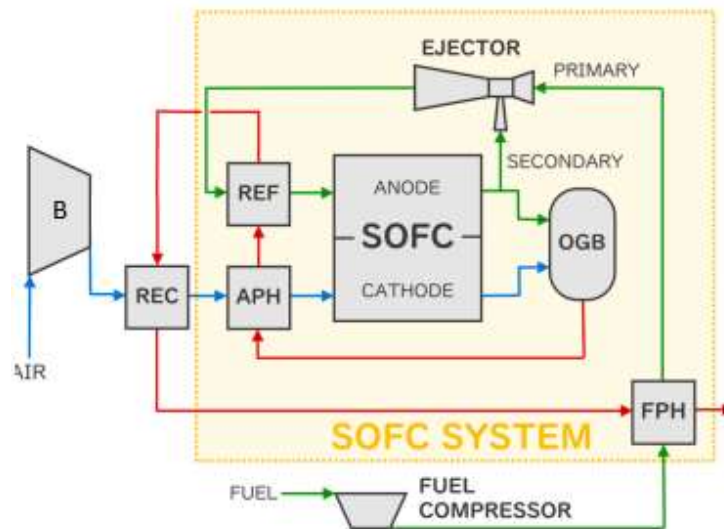 EJECTOR
PRIMARY
SECONDARY
B
REF
ANODE
SOFC
OGB
REC
APH
CATHODE
AIR
FPH
SOFC SYSTEM
FUEL
FUEL
COMPRESSOR